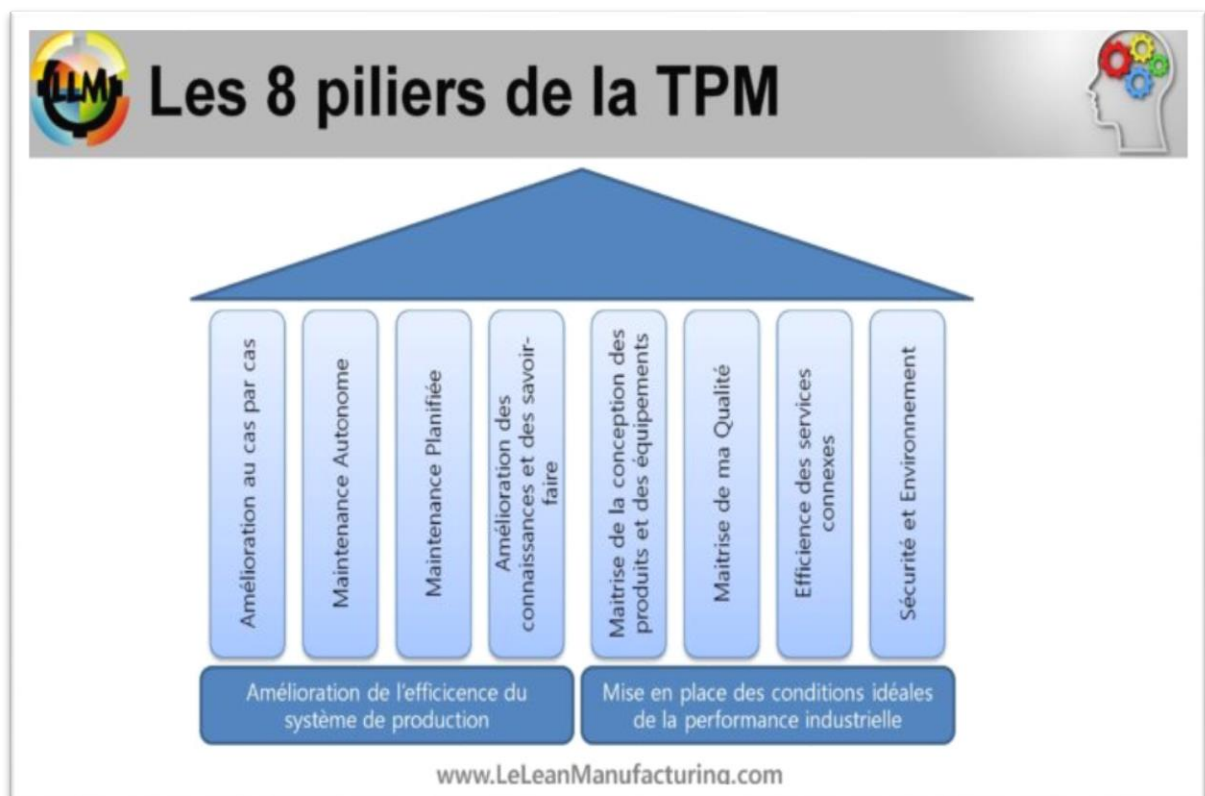 LLM
Les 8 piliers de la TPM
Amélioration au cas par cas
Maintenance Autonome
Maintenance Planifiée
Amélioration des
connaissances et des savoir-
faire
Maitrise de la conception des
produits et des équipements
Maitrise de ma Qualité
Efficience des services
connexes
Sécurité et Environnement
Amélioration de l'efficicence du
système de production
Mise en place des conditions idéales
de la performance industrielle
www.LeLeanManufacturing.com